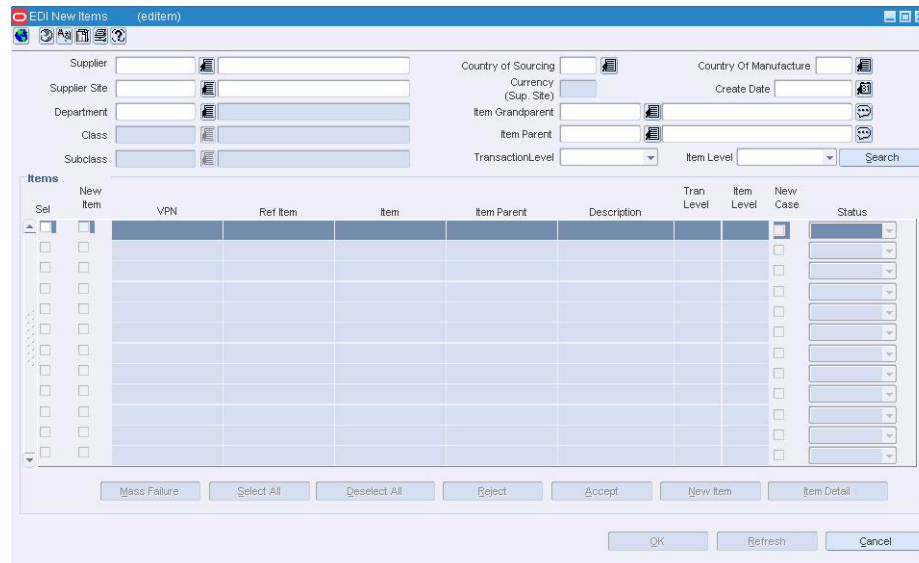 EDI New Items (editem)
Supplier
Country of Sourcing
Country Of Manufacture
Supplier Site
Currency
(Sup. Site)
Create Date
31
Department
Item Grandparent
Class
Item Parent
Subclass
TransactionLevel
Item Level
Search
Items
Sel
New
Item
VPN
Ref Item
Item
Item Parent
Description
Tran
Level
Item
Level
New
Case
Status
Mass Failure
Select All
Deselect All
Reject
Accept
New Item
Item Detail
OK
Refresh
Cancel